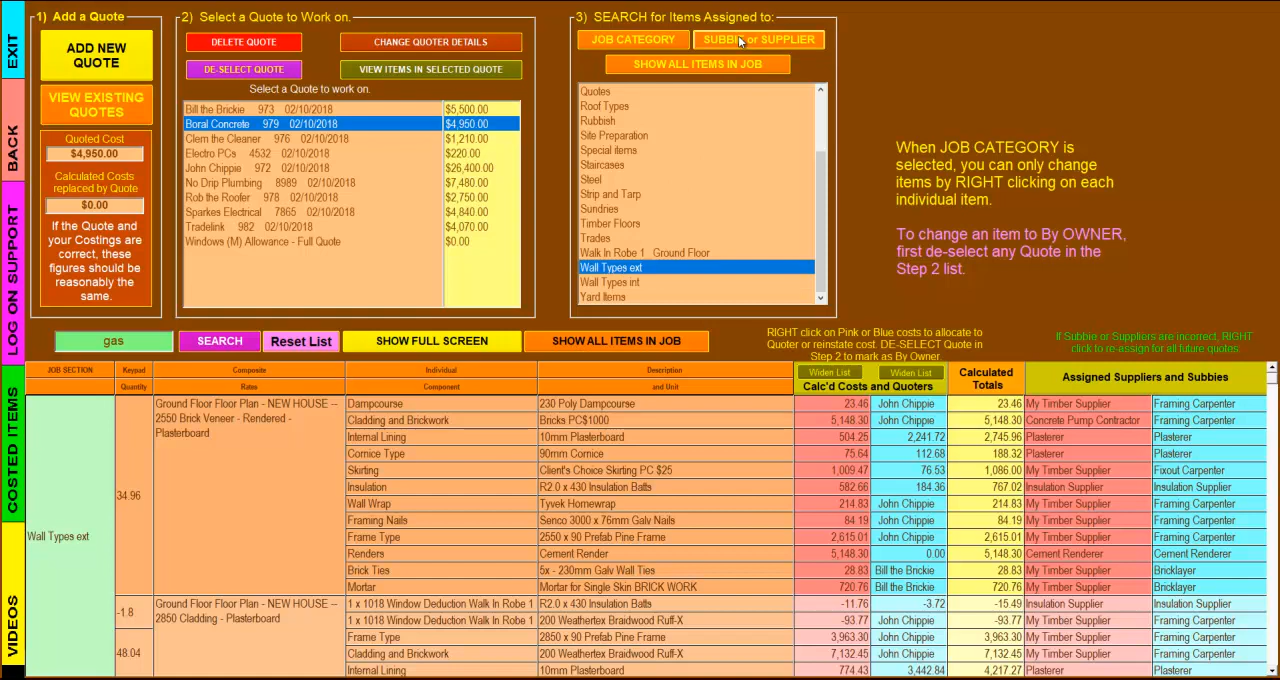 EXIT
BACK
LOG ON SUPPORT
COSTED ITEMS
VIDEOS
1) Add a Quote
ADD NEW
QUOTE
VIEW EXISTING
QUOTES
Quoted Cost
$4,950.00
Calculated Costs
replaced by Quote
$0.00
If the Quote and
your Costings are
correct, these
figures should be
reasonably the
same.
2) Select a Quote to Work on.
DELETE QUOTE
CHANGE QUOTER DETAILS
DE-SELECT QUOTE
VIEW ITEMS IN SELECTED QUOTE
Select a Quote to work on.
Bill the Brickie 973 02/10/2018 $5,500.00
Boral Concrete 979 02/10/2018 $4,950.00
Clem the Cleaner 976 02/10/2018 $1,210.00
Electro PCs 4532 02/10/2018 $220.00
John Chippie 972 02/10/2018 $26,400.00
No Drip Plumbing 8989 02/10/2018 $7,480.00
Rob the Roofer 978 02/10/2018 $2,750.00
Sparkes Electrical 7865 02/10/2018 $4,840.00
Tradelink 982 02/10/2018 $4,070.00
Windows (M) Allowance - Full Quote $0.00
3) SEARCH for Items Assigned to:
JOB CATEGORY
SUBBIE or SUPPLIER
SHOW ALL ITEMS IN JOB
Quotes
Roof Types
Rubbish
Site Preparation
Special items
Staircases
Steel
Strip and Tarp
Sundries
Timber Floors
Trades
Walk In Robe 1 Ground Floor
Wall Types ext
Wall Types int
Yard Items
When JOB CATEGORY is
selected, you can only change
items by RIGHT clicking on each
individual item.
To change an item to By OWNER,
first de-select any Quote in the
Step 2 list.
gas
SEARCH
Reset List
SHOW FULL SCREEN
SHOW ALL ITEMS IN JOB
RIGHT click on Pink or Blue costs to allocate to
Quoter or reinstate cost. DE-SELECT Quote in
Step 2 to mark as By Owner.
If Subbie or Suppliers are incorrect, RIGHT
click to re-assign for all future quotes.
JOB SECTION Keypad Composite Individual Description Widen List Widen List Calculated Assigned Suppliers and Subbies
Quantity Rates Component and Unit Calc'd Costs and Quoters Totals
Wall Types ext
34.96
Ground Floor Floor Plan - NEW HOUSE --
2550 Brick Veneer - Rendered -
Plasterboard
Dampcourse 230 Poly Dampcourse 23.46 John Chippie 23.46 My Timber Supplier Framing Carpenter
Cladding and Brickwork Bricks PC$1000 5,148.30 John Chippie 5,148.30 Concrete Pump Contractor Framing Carpenter
Internal Lining 10mm Plasterboard 504.25 2,241.72 2,745.96 Plasterer Plasterer
Cornice Type 90mm Cornice 75.64 112.68 188.32 Plasterer Plasterer
Skirting Client's Choice Skirting PC $25 1,009.47 76.53 1,086.00 My Timber Supplier Fixout Carpenter
Insulation R2.0 x 430 Insulation Batts 582.66 184.36 767.02 Insulation Supplier Insulation Supplier
Wall Wrap Tyvek Homewrap 214.83 John Chippie 214.83 My Timber Supplier Framing Carpenter
Framing Nails Senco 3000 x 76mm Galv Nails 84.19 John Chippie 84.19 My Timber Supplier Framing Carpenter
Frame Type 2550 x 90 Prefab Pine Frame 2,615.01 John Chippie 2,615.01 My Timber Supplier Framing Carpenter
Renders Cement Render 5,148.30 0.00 5,148.30 Cement Renderer Cement Renderer
Brick Ties 5x - 230mm Galv Wall Ties 28.83 Bill the Brickie 28.83 My Timber Supplier Bricklayer
Mortar Mortar for Single Skin BRICK WORK 720.76 Bill the Brickie 720.76 My Timber Supplier Bricklayer
-1.8
Ground Floor Floor Plan - NEW HOUSE --
2850 Cladding - Plasterboard
1 x 1018 Window Deduction Walk In Robe 1 R2.0 x 430 Insulation Batts -11.76 -3.72 -15.49 Insulation Supplier Insulation Supplier
1 x 1018 Window Deduction Walk In Robe 1 200 Weathertex Braidwood Ruff-X -93.77 John Chippie -93.77 My Timber Supplier Framing Carpenter
48.04
Frame Type 2850 x 90 Prefab Pine Frame 3,963.30 John Chippie 3,963.30 My Timber Supplier Framing Carpenter
Cladding and Brickwork 200 Weathertex Braidwood Ruff-X 7,132.45 John Chippie 7,132.45 My Timber Supplier Framing Carpenter
Internal Lining 10mm Plasterboard 774.43 3,442.84 4,217.27 Plasterer Plasterer